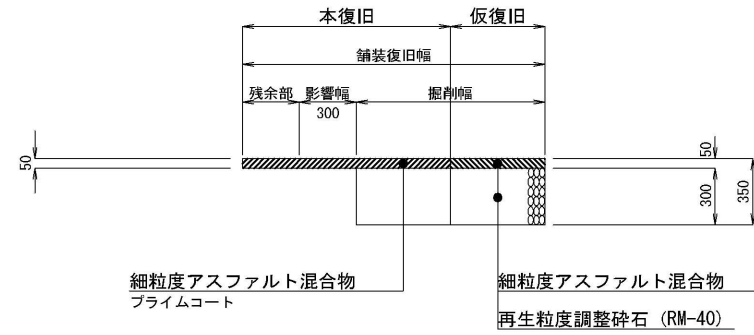 本復旧
仮復旧
舗装復旧幅
残余部
影響幅
掘削幅
300
50
50
300
350
細粒度アスファルト混合物
プライムコート
細粒度アスファルト混合物
再生粒度調整砕石 (RM-40)